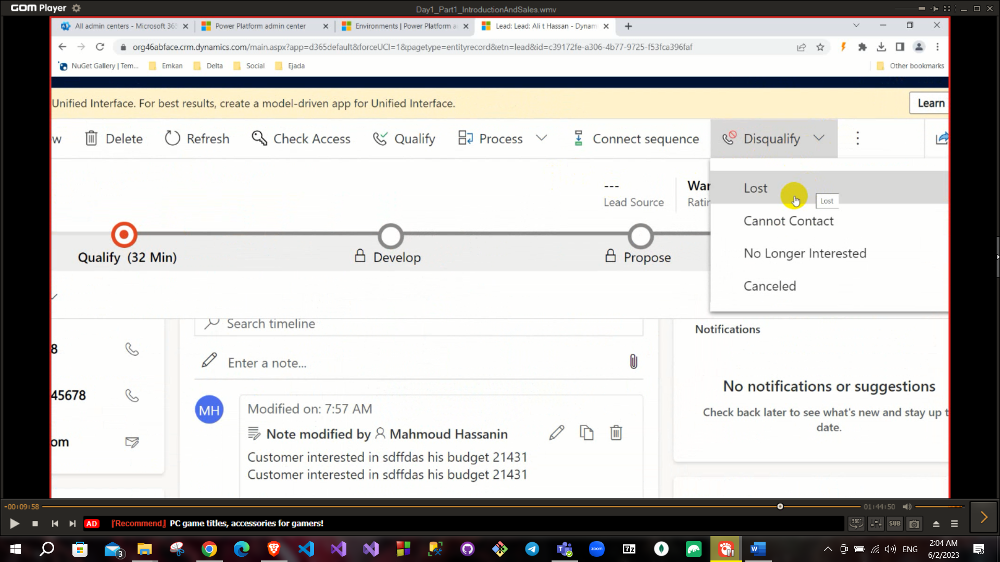 GOM Player
Day1_Part1_IntroductionAndSales.wmv
All admin centers - Microsoft 365
Power Platform admin center
Environments | Power Platform a
Lead: Lead: Ali t Hassan - Dynam
org46abface.crm.dynamics.com/main.aspx?app=d365default&forceUCI=1&pagetype=entityrecord&etn=lead&id=c39172fe-a306-4b77-9725-f53fca396faf
NuGet Gallery | Tem...
Emkan
Delta
Social
Ejada
Other bookmarks
Unified Interface. For best results, create a model-driven app for Unified Interface.
Learn
w
Delete
Refresh
Check Access
Qualify
Process
Connect sequence
Disqualify
---
Lead Source
War
Ratin
Lost
Lost
Cannot Contact
No Longer Interested
Canceled
Qualify (32 Min)
Develop
Propose
Search timeline
Notifications
8
Enter a note...
45678
No notifications or suggestions
MH
Modified on: 7:57 AM
Check back later to see what's new and stay up t
date.
Note modified by Mahmoud Hassanin
om
Customer interested in sdffdas his budget 21431
Customer interested in sdffdas his budget 21431
-00:09:58
01:44:50
AD
『Recommend』 PC game titles, accessories for gamers!
360°
SUB
3
zoom
7z
W
ENG
2:04 AM
6/2/2023